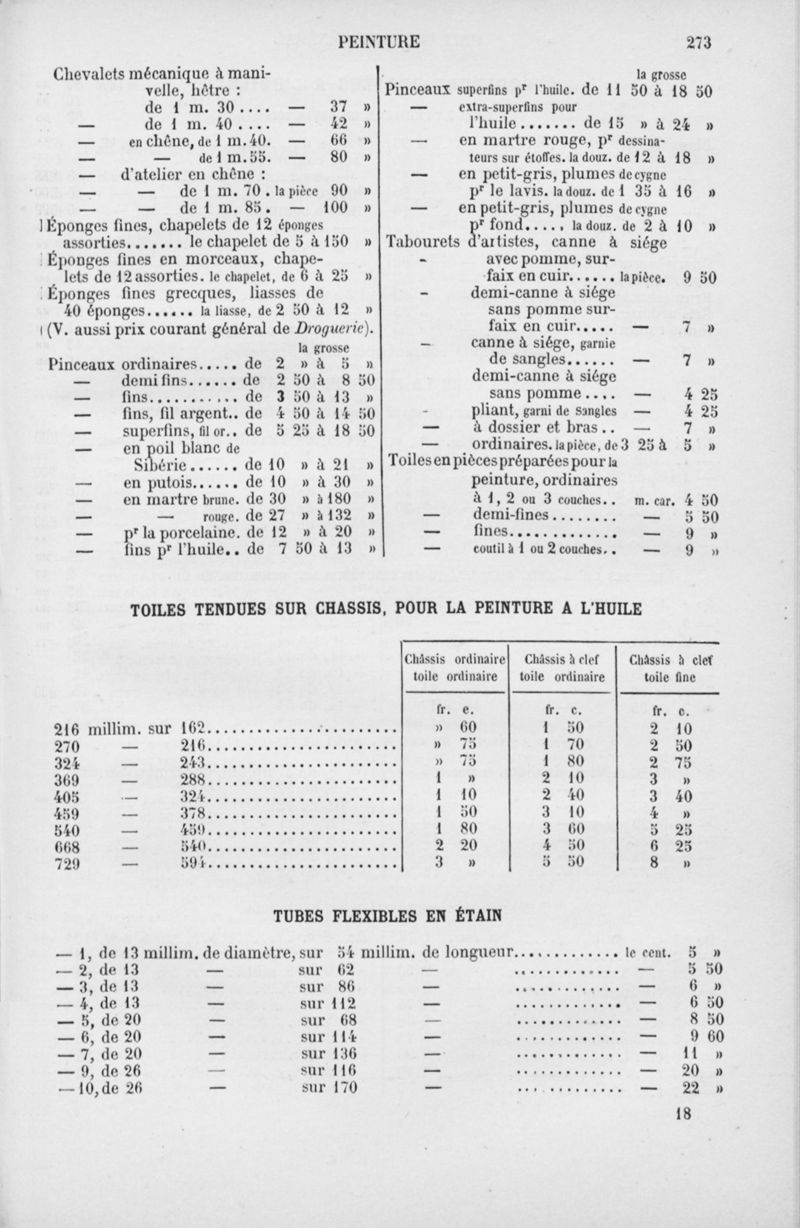 PEINTURE 273
Chevalets mécanique à mani-
velle, hêtre :
de 1 m. 30 .... — 37 »
— de 1 m. 40 .... — 42 »
— en chêne, de 1 m. 40. — 66 »
— — de 1 m. 55. — 80 »
— d'atelier en chêne :
— — de 1 m. 70 . la pièce 90 »
— — de 1 m. 85 . — 100 »
Éponges fines, chapelets de 12 éponges
assorties....... le chapelet de 5 à 150 »
Éponges fines en morceaux, chape-
lets de 12 assorties. le chapelet, de 6 à 25 »
Éponges fines grecques, liasses de
40 éponges...... la liasse, de 2 50 à 12 »
(V. aussi prix courant général de Droguerie).
la grosse
Pinceaux ordinaires..... de 2 » à 5 »
— demi fins...... de 2 50 à 8 50
— fins........... de 3 50 à 13 »
— fins, fil argent.. de 4 50 à 14 50
— superfins, fil or.. de 5 25 à 18 50
— en poil blanc de
Sibérie...... de 10 » à 21 »
— en putois...... de 10 » à 30 »
— en martre brune. de 30 » à 180 »
— — rouge. de 27 » à 132 »
— pr la porcelaine. de 12 » à 20 »
— fins pr l'huile.. de 7 50 à 13 »
la grosse
Pinceaux superfins pr l'huile. de 11 50 à 18 50
— extra-superfins pour
l'huile....... de 15 » à 24 »
— en martre rouge, pr dessina-
teurs sur étoffes. la douz. de 12 à 18 »
— en petit-gris, plumes de cygne
pr le lavis. la douz. de 1 35 à 16 »
— en petit-gris, plumes de cygne
pr fond..... la douz. de 2 à 10 »
Tabourets d'artistes, canne à siége
- avec pomme, sur-
faix en cuir...... la pièce. 9 50
- demi-canne à siége
sans pomme sur-
faix en cuir..... — 7 »
- canne à siége, garnie
de sangles...... — 7 »
demi-canne à siége
sans pomme.... — 4 25
- pliant, garni de sangles — 4 25
— à dossier et bras.. — 7 »
— ordinaires. la pièce, de 3 25 à 5 »
Toiles en pièces préparées pour la
peinture, ordinaires
à 1, 2 ou 3 couches.. m. car. 4 50
— demi-fines........ — 5 50
— fines............. — 9 »
— coutil à 1 ou 2 couches.. — 9 »
TOILES TENDUES SUR CHASSIS, POUR LA PEINTURE A L'HUILE
Châssis ordinaire Châssis à clef Châssis à clef
toile ordinaire toile ordinaire toile fine
fr. c. fr. c. fr. c.
216 millim. sur 162........................ » 60 1 50 2 10
270 — 216........................ » 75 1 70 2 50
324 — 243........................ » 75 1 80 2 75
369 — 288........................ 1 » 2 10 3 »
405 — 324........................ 1 10 2 40 3 40
459 — 378........................ 1 50 3 10 4 »
540 — 459........................ 1 80 3 60 5 25
668 — 540........................ 2 20 4 50 6 25
729 — 594........................ 3 » 5 50 8 »
TUBES FLEXIBLES EN ÉTAIN
— 1, de 13 millim. de diamètre, sur 54 millim. de longueur............. le cent. 5 »
— 2, de 13 — sur 62 — ............. — 5 50
— 3, de 13 — sur 86 — ............. — 6 »
— 4, de 13 — sur 112 — ............. — 6 50
— 5, de 20 — sur 68 — ............. — 8 50
— 6, de 20 — sur 114 — ............. — 9 60
— 7, de 20 — sur 136 — ............. — 11 »
— 9, de 26 — sur 116 — ............. — 20 »
— 10, de 26 — sur 170 — ............. — 22 »
18